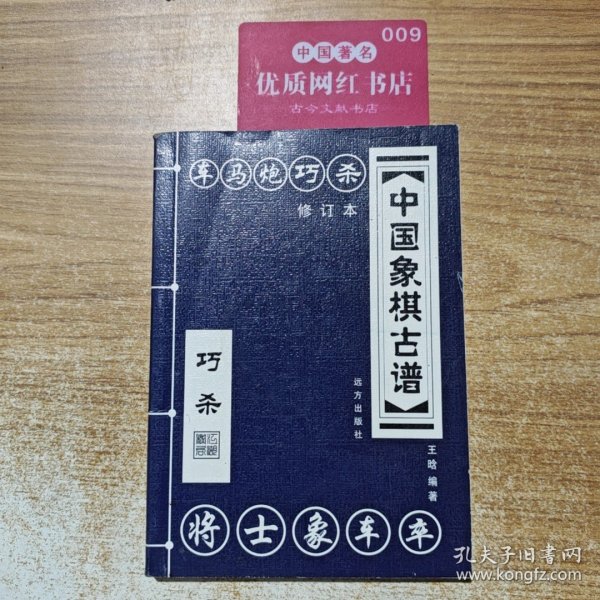 009
中国著名
优质网红书店
古今文献书店
车马炮巧杀
修订本
中国象棋古谱
王晗 编著
远方出版社
巧杀
将士象车卒
孔夫子旧书网
www.kongfz.com